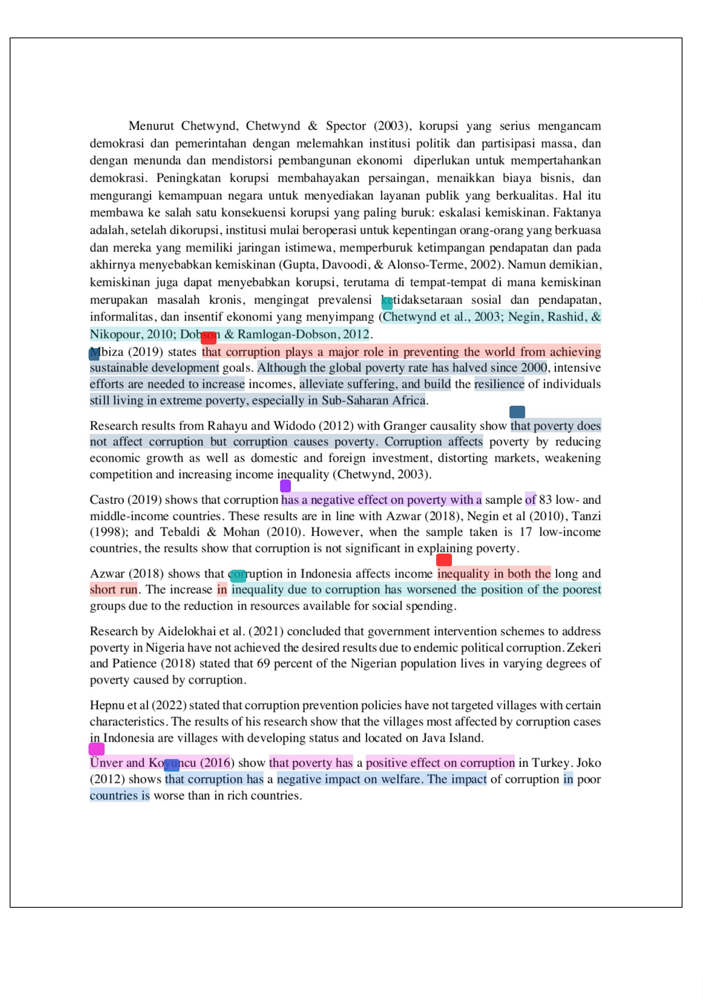 Menurut Chetwynd, Chetwynd & Spector (2003), korupsi yang serius mengancam
demokrasi dan pemerintahan dengan melemahkan institusi politik dan partisipasi massa, dan
dengan menunda dan mendistorsi pembangunan ekonomi diperlukan untuk mempertahankan
demokrasi. Peningkatan korupsi membahayakan persaingan, menaikkan biaya bisnis, dan
mengurangi kemampuan negara untuk menyediakan layanan publik yang berkualitas. Hal itu
membawa ke salah satu konsekuensi korupsi yang paling buruk: eskalasi kemiskinan. Faktanya
adalah, setelah dikorupsi, institusi mulai beroperasi untuk kepentingan orang-orang yang berkuasa
dan mereka yang memiliki jaringan istimewa, memperburuk ketimpangan pendapatan dan pada
akhirnya menyebabkan kemiskinan (Gupta, Davoodi, & Alonso-Terme, 2002). Namun demikian,
kemiskinan juga dapat menyebabkan korupsi, terutama di tempat-tempat di mana kemiskinan
merupakan masalah kronis, mengingat prevalensi ketidaksetaraan sosial dan pendapatan,
informalitas, dan insentif ekonomi yang menyimpang (Chetwynd et al., 2003; Negin, Rashid, &
Nikopour, 2010; Dobson & Ramlogan-Dobson, 2012.
Mbiza (2019) states that corruption plays a major role in preventing the world from achieving
sustainable development goals. Although the global poverty rate has halved since 2000, intensive
efforts are needed to increase incomes, alleviate suffering, and build the resilience of individuals
still living in extreme poverty, especially in Sub-Saharan Africa.
Research results from Rahayu and Widodo (2012) with Granger causality show that poverty does
not affect corruption but corruption causes poverty. Corruption affects poverty by reducing
economic growth as well as domestic and foreign investment, distorting markets, weakening
competition and increasing income inequality (Chetwynd, 2003).
Castro (2019) shows that corruption has a negative effect on poverty with a sample of 83 low- and
middle-income countries. These results are in line with Azwar (2018), Negin et al (2010), Tanzi
(1998); and Tebaldi & Mohan (2010). However, when the sample taken is 17 low-income
countries, the results show that corruption is not significant in explaining poverty.
Azwar (2018) shows that corruption in Indonesia affects income inequality in both the long and
short run. The increase in inequality due to corruption has worsened the position of the poorest
groups due to the reduction in resources available for social spending.
Research by Aidelokhai et al. (2021) concluded that government intervention schemes to address
poverty in Nigeria have not achieved the desired results due to endemic political corruption. Zekeri
and Patience (2018) stated that 69 percent of the Nigerian population lives in varying degrees of
poverty caused by corruption.
Hepnu et al (2022) stated that corruption prevention policies have not targeted villages with certain
characteristics. The results of his research show that the villages most affected by corruption cases
in Indonesia are villages with developing status and located on Java Island.
Ünver and Koyuncu (2016) show that poverty has a positive effect on corruption in Turkey. Joko
(2012) shows that corruption has a negative impact on welfare. The impact of corruption in poor
countries is worse than in rich countries.